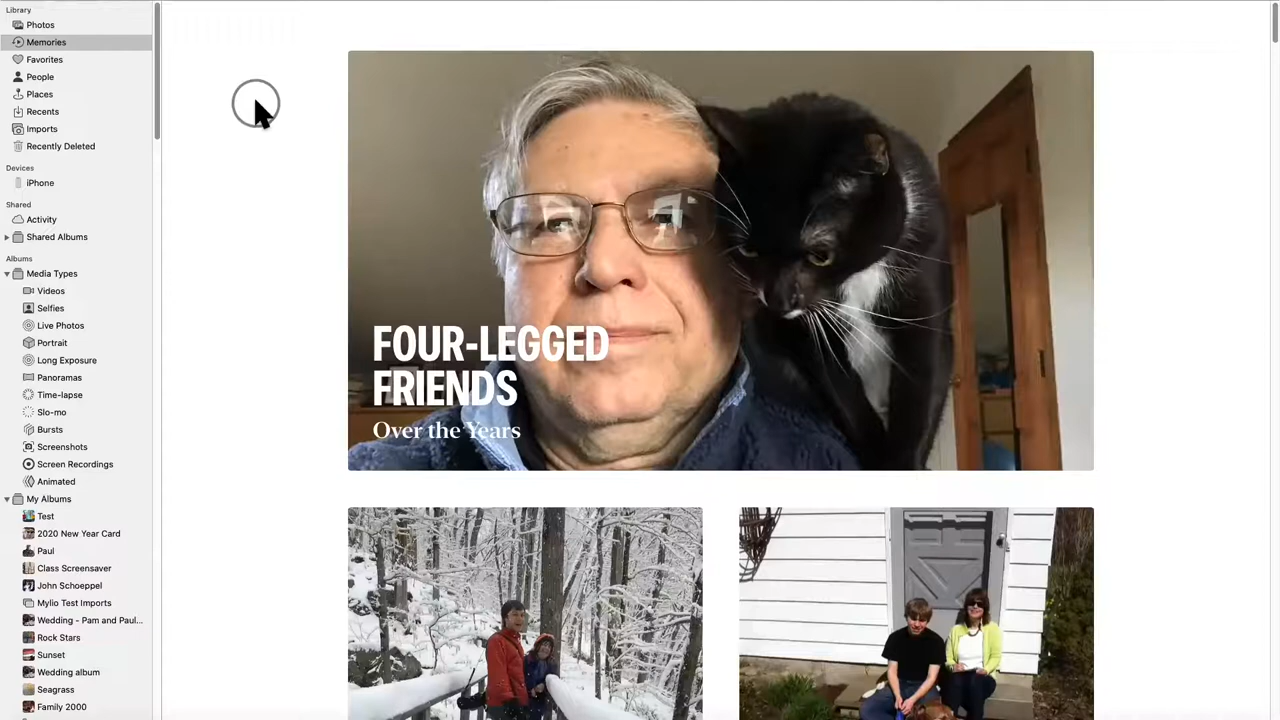 Library
Photos
Memories
Favorites
People
Places
Recents
Imports
Recently Deleted
Devices
iPhone
Shared
Activity
Shared Albums
Albums
Media Types
Videos
Selfies
Live Photos
Portrait
Long Exposure
Panoramas
Time-lapse
Slo-mo
Bursts
Screenshots
Screen Recordings
Animated
My Albums
Test
2020 New Year Card
Paul
Class Screensaver
John Schoeppel
Mylio Test Imports
Wedding - Pam and Paul...
Rock Stars
Sunset
Wedding album
Seagrass
Family 2000
FOUR-LEGGED
FRIENDS
Over the Years